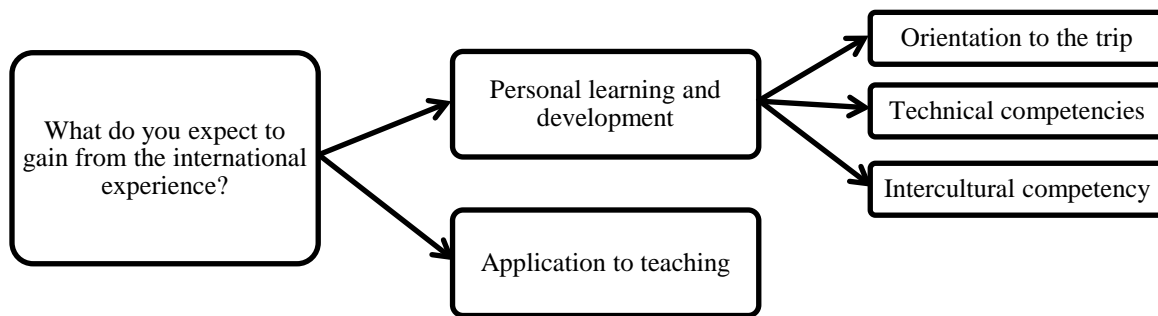 What do you expect to
gain from the international
experience?
Personal learning and
development
Application to teaching
Orientation to the trip
Technical competencies
Intercultural competency